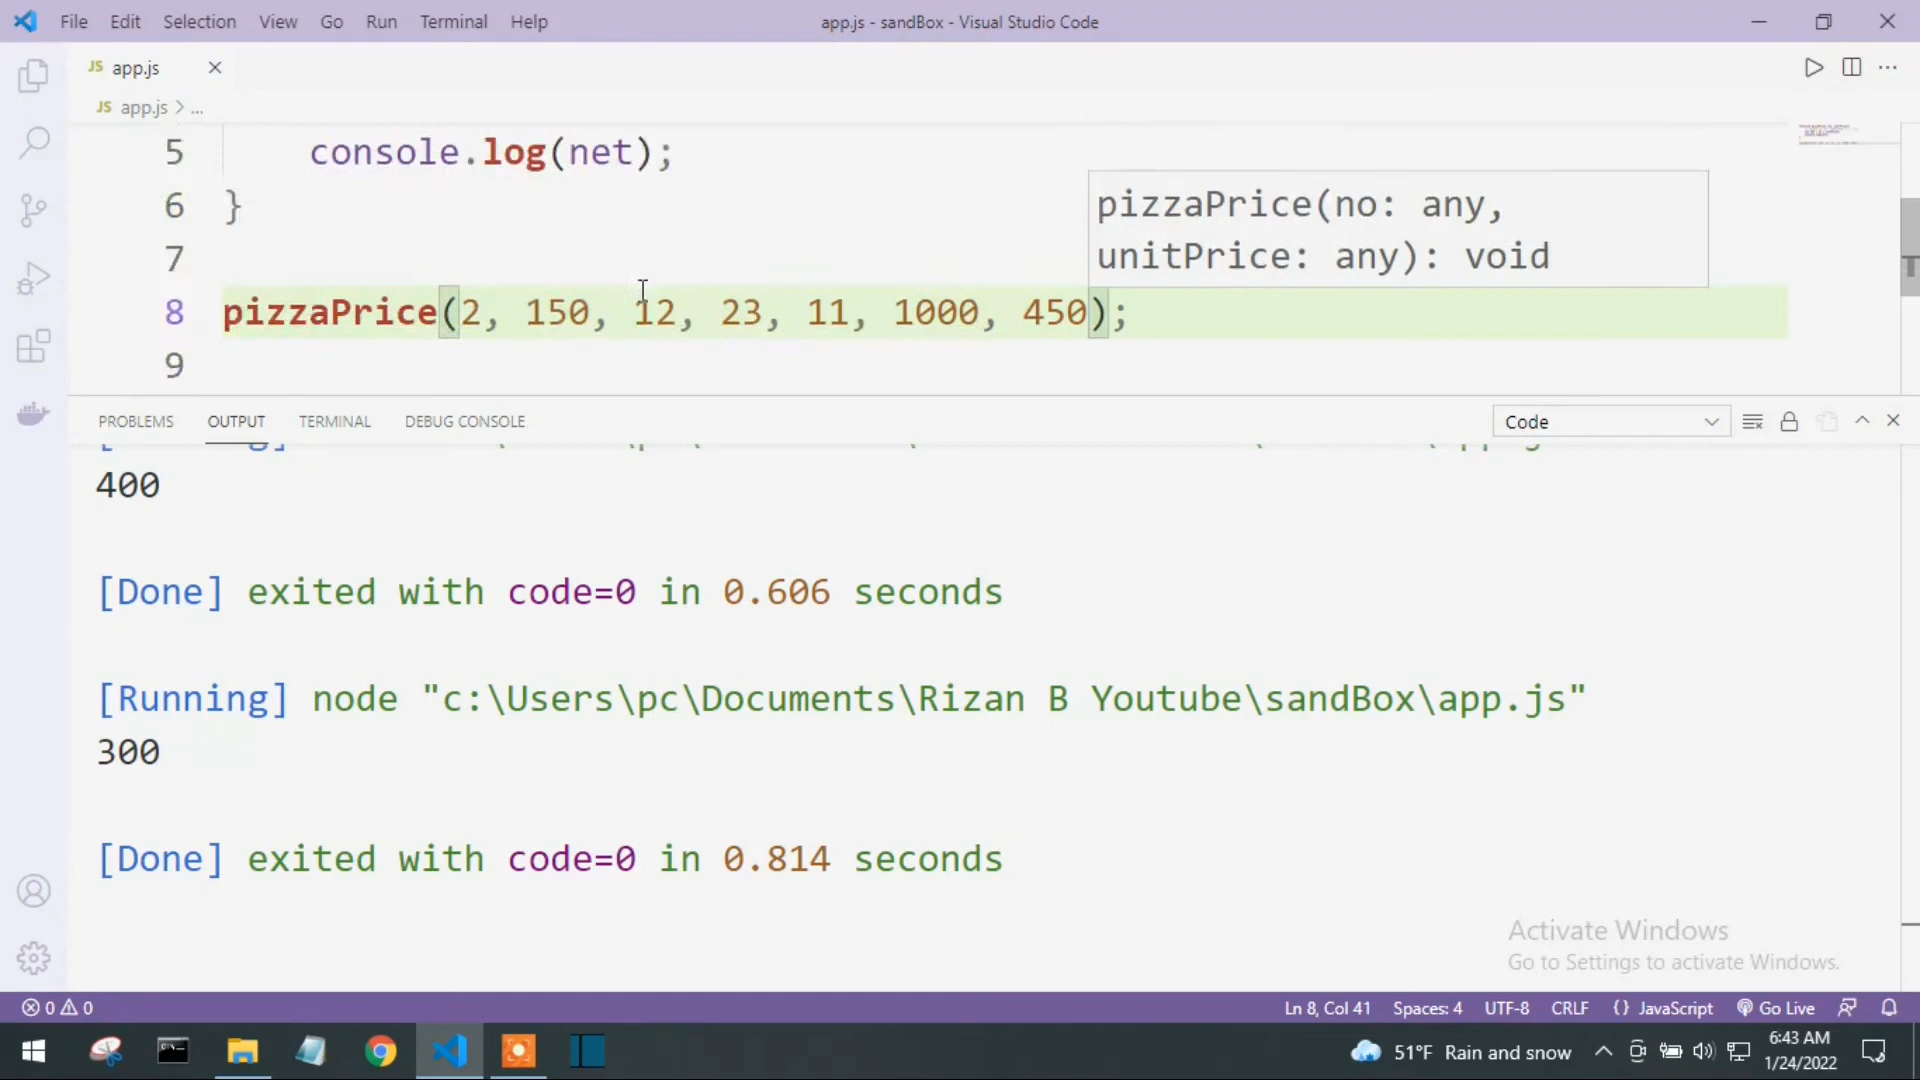 File Edit Selection View Go Run Terminal Help
app.js - sandBox - Visual Studio Code
JS app.js
JS app.js > ...
5 console.log(net);
6 }
7
pizzaPrice(no: any,
unitPrice: any): void
8 pizzaPrice(2, 150, 12, 23, 11, 1000, 450);
9
PROBLEMS OUTPUT TERMINAL DEBUG CONSOLE
Code
400
[Done] exited with code=0 in 0.606 seconds
[Running] node "c:\Users\pc\Documents\Rizan B Youtube\sandBox\app.js"
300
[Done] exited with code=0 in 0.814 seconds
Activate Windows
Go to Settings to activate Windows.
0 0
Ln 8, Col 41 Spaces: 4 UTF-8 CRLF {} JavaScript Go Live
51°F Rain and snow
6:43 AM
1/24/2022